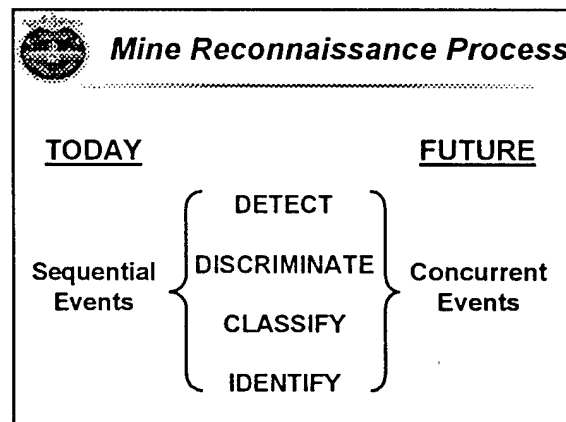 Mine Reconnaissance Process
TODAY
FUTURE
DETECT
DISCRIMINATE
CLASSIFY
IDENTIFY
Sequential
Events
Concurrent
Events